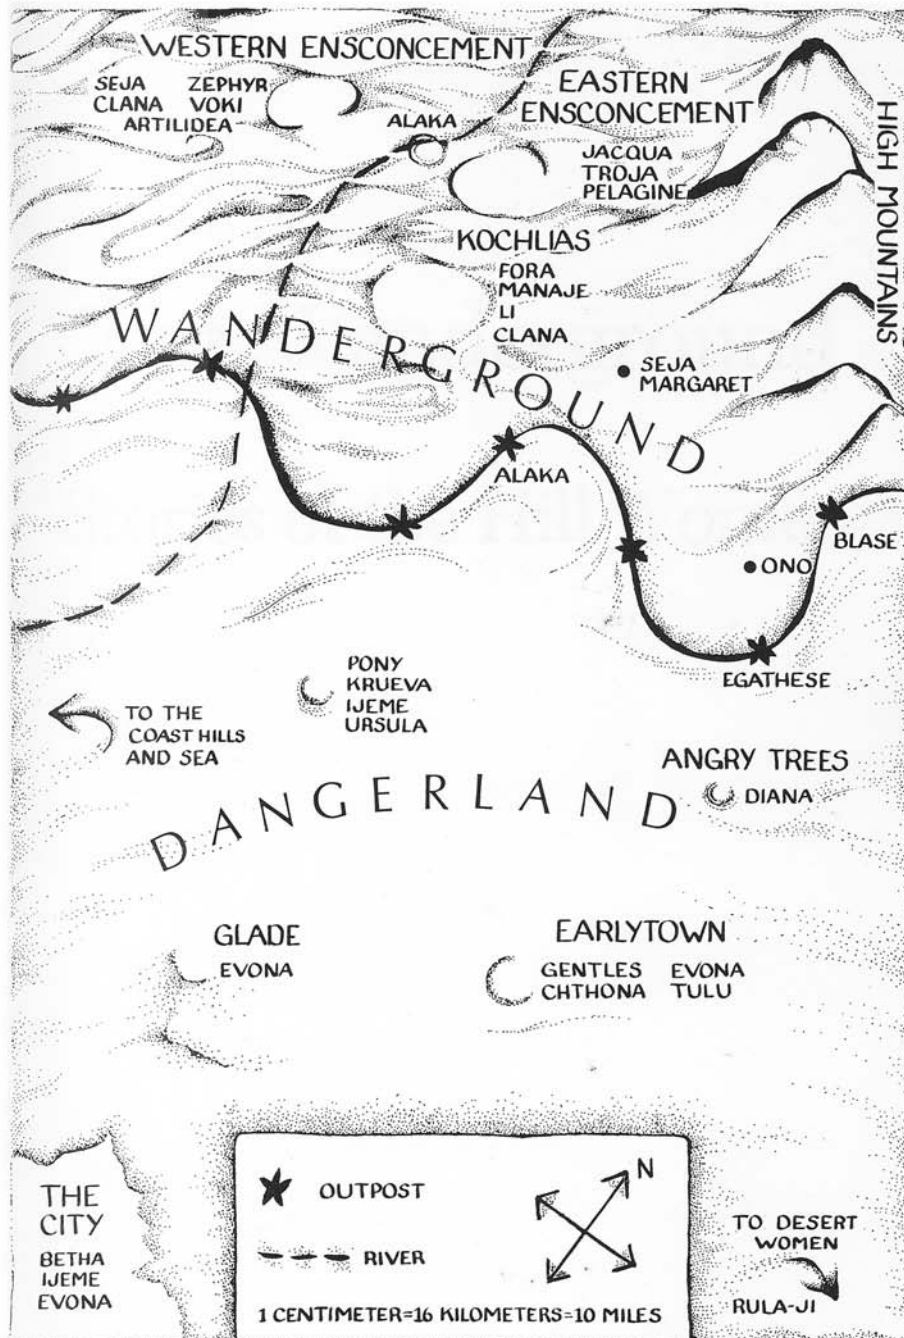 WESTERN ENSCONCEMENT
SEJA ZEPHYR
CLANA VOKI
ARTILIDEA
ALAKA
EASTERN
ENSCONCEMENT
JACQUA
TROJA
PELAGINE
HIGH MOUNTAINS
KOCHLIAS
FORA
MANAJE
LI
CLANA
WANDERGROUND
SEJA
MARGARET
ALAKA
BLASE
ONO
EGATHESE
PONY
KRUEVA
IJEME
URSULA
TO THE
COAST HILLS
AND SEA
ANGRY TREES
DIANA
DANGERLAND
GLADE
EVONA
EARLYTOWN
GENTLES EVONA
CHTHONA TULU
THE
CITY
BETHA
IJEME
EVONA
OUTPOST
RIVER
N
1 CENTIMETER=16 KILOMETERS=10 MILES
TO DESERT
WOMEN
RULA-JI